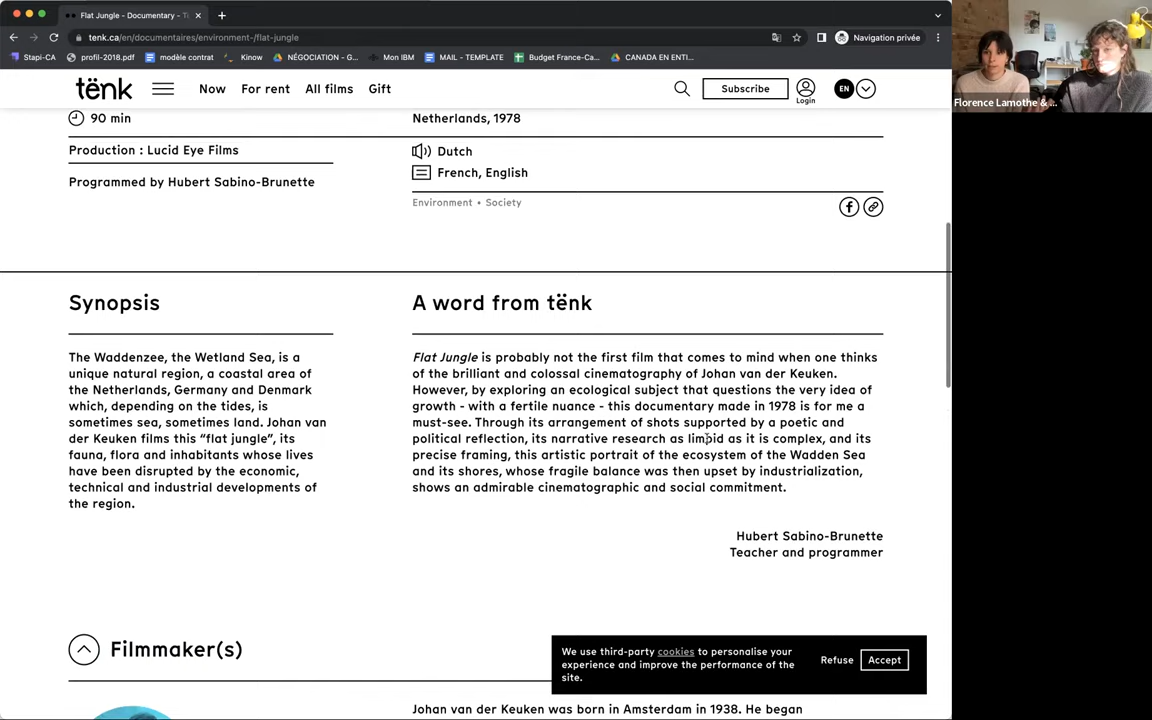 Flat Jungle - Documentary - Të
tenk.ca/en/documentaires/environment-/flat-jungle
Navigation privée
Stapi-CA
profil-2018.pdf
modèle contrat
Kinow
NÉGOCIATION - G...
Mon IBM
MAIL - TEMPLATE
Budget France-Ca...
CANADA EN ENTI...
Florence Lamothe & ...
tënk
Now
For rent
All films
Gift
Subscribe
Login
EN
90 min
Netherlands, 1978
Production : Lucid Eye Films
Dutch
Programmed by Hubert Sabino-Brunette
French, English
Environment • Society
Synopsis
The Waddenzee, the Wetland Sea, is a
unique natural region, a coastal area of
the Netherlands, Germany and Denmark
which, depending on the tides, is
sometimes sea, sometimes land. Johan van
der Keuken films this “flat jungle”, its
fauna, flora and inhabitants whose lives
have been disrupted by the economic,
technical and industrial developments of
the region.
A word from tënk
Flat Jungle is probably not the first film that comes to mind when one thinks
of the brilliant and colossal cinematography of Johan van der Keuken.
However, by exploring an ecological subject that questions the very idea of
growth - with a fertile nuance - this documentary made in 1978 is for me a
must-see. Through its arrangement of shots supported by a poetic and
political reflection, its narrative research as limpid as it is complex, and its
precise framing, this artistic portrait of the ecosystem of the Wadden Sea
and its shores, whose fragile balance was then upset by industrialization,
shows an admirable cinematographic and social commitment.
Hubert Sabino-Brunette
Teacher and programmer
Filmmaker(s)
We use third-party cookies to personalise your
experience and improve the performance of the
site.
Refuse
Accept
Johan van der Keuken was born in Amsterdam in 1938. He began